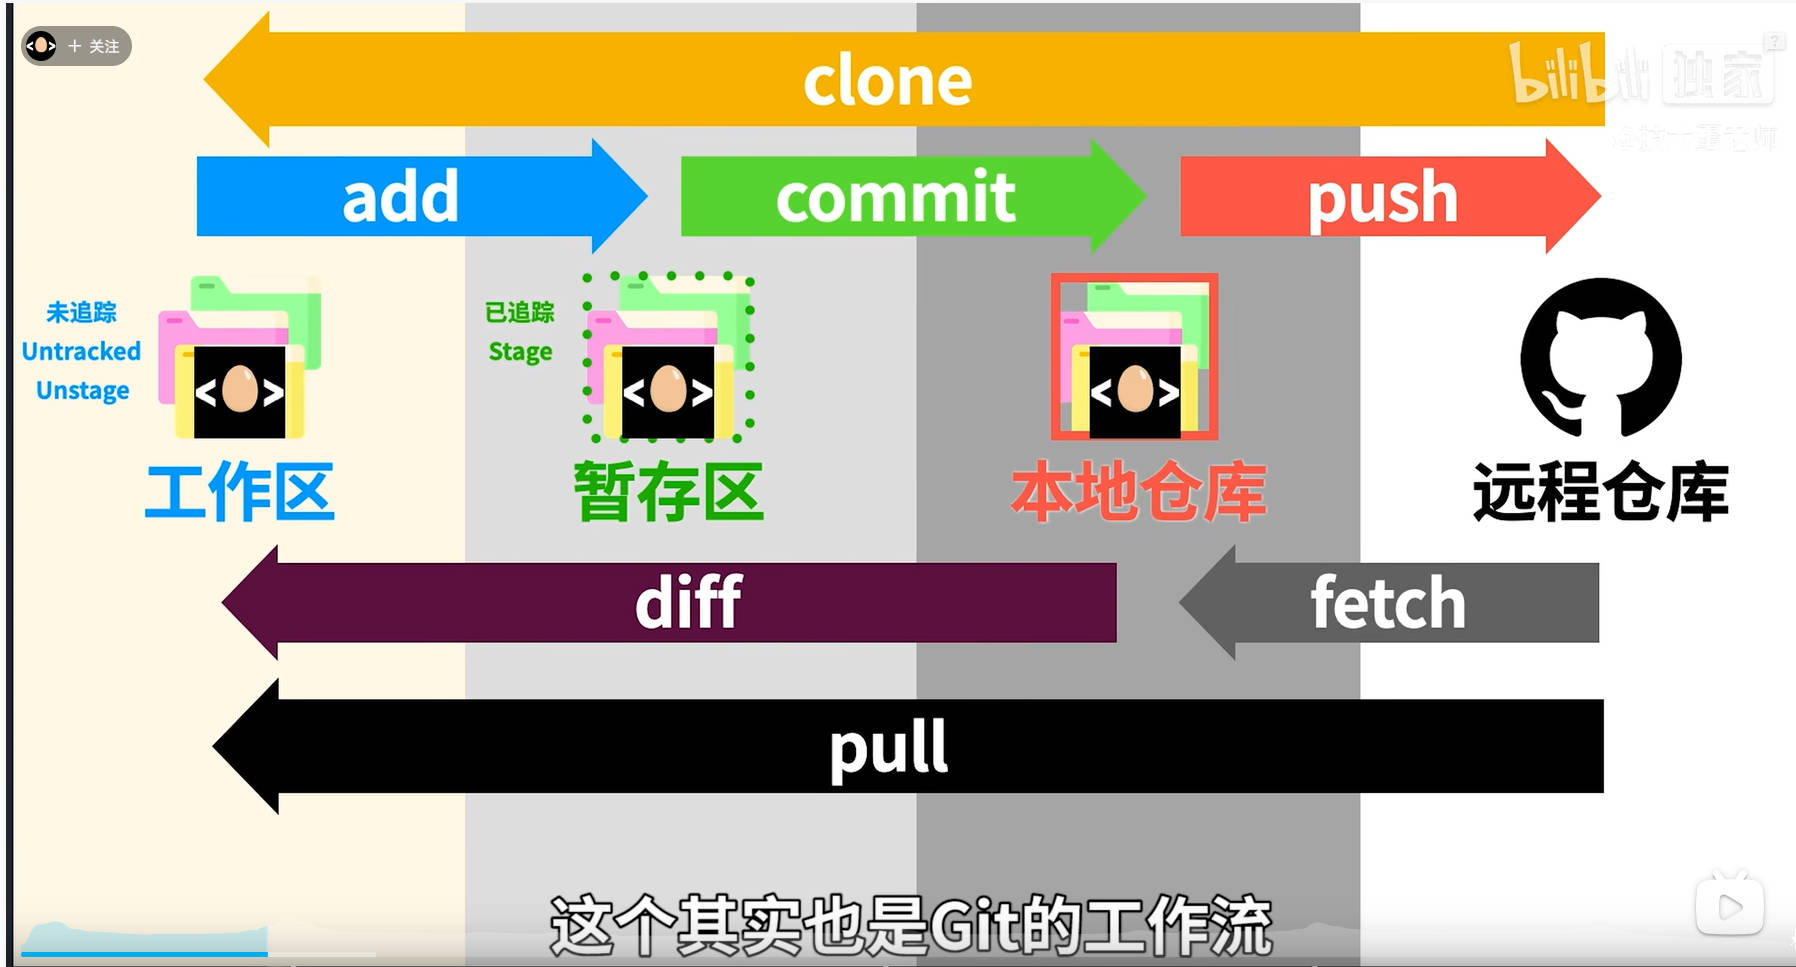 + 关注
clone
bilibili 独家
add
commit
push
未追踪
Untracked
Unstage
已追踪
Stage
工作区
暂存区
本地仓库
远程仓库
diff
fetch
pull
这个其实也是Git的工作流